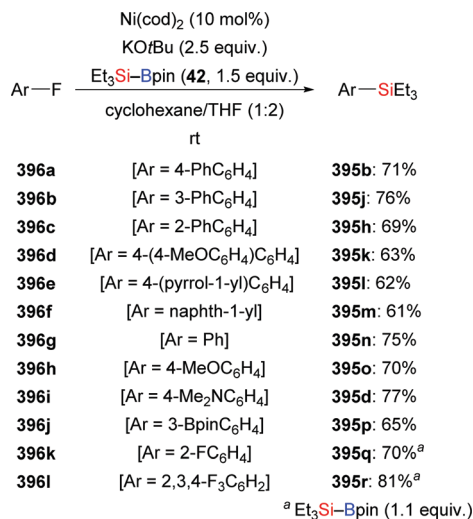 Ni(cod)₂ (10 mol%)
KOtBu (2.5 equiv.)
Et₃Si–Bpin (42, 1.5 equiv.)
Ar—F Ar—SiEt₃
cyclohexane/THF (1:2)
rt
396a [Ar = 4-PhC₆H₄] 395b: 71%
396b [Ar = 3-PhC₆H₄] 395j: 76%
396c [Ar = 2-PhC₆H₄] 395h: 69%
396d [Ar = 4-(4-MeOC₆H₄)C₆H₄] 395k: 63%
396e [Ar = 4-(pyrrol-1-yl)C₆H₄] 395l: 62%
396f [Ar = naphth-1-yl] 395m: 61%
396g [Ar = Ph] 395n: 75%
396h [Ar = 4-MeOC₆H₄] 395o: 70%
396i [Ar = 4-Me₂NC₆H₄] 395d: 77%
396j [Ar = 3-BpinC₆H₄] 395p: 65%
396k [Ar = 2-FC₆H₄] 395q: 70%ᵃ
396l [Ar = 2,3,4-F₃C₆H₂] 395r: 81%ᵃ
ᵃ Et₃Si–Bpin (1.1 equiv.)